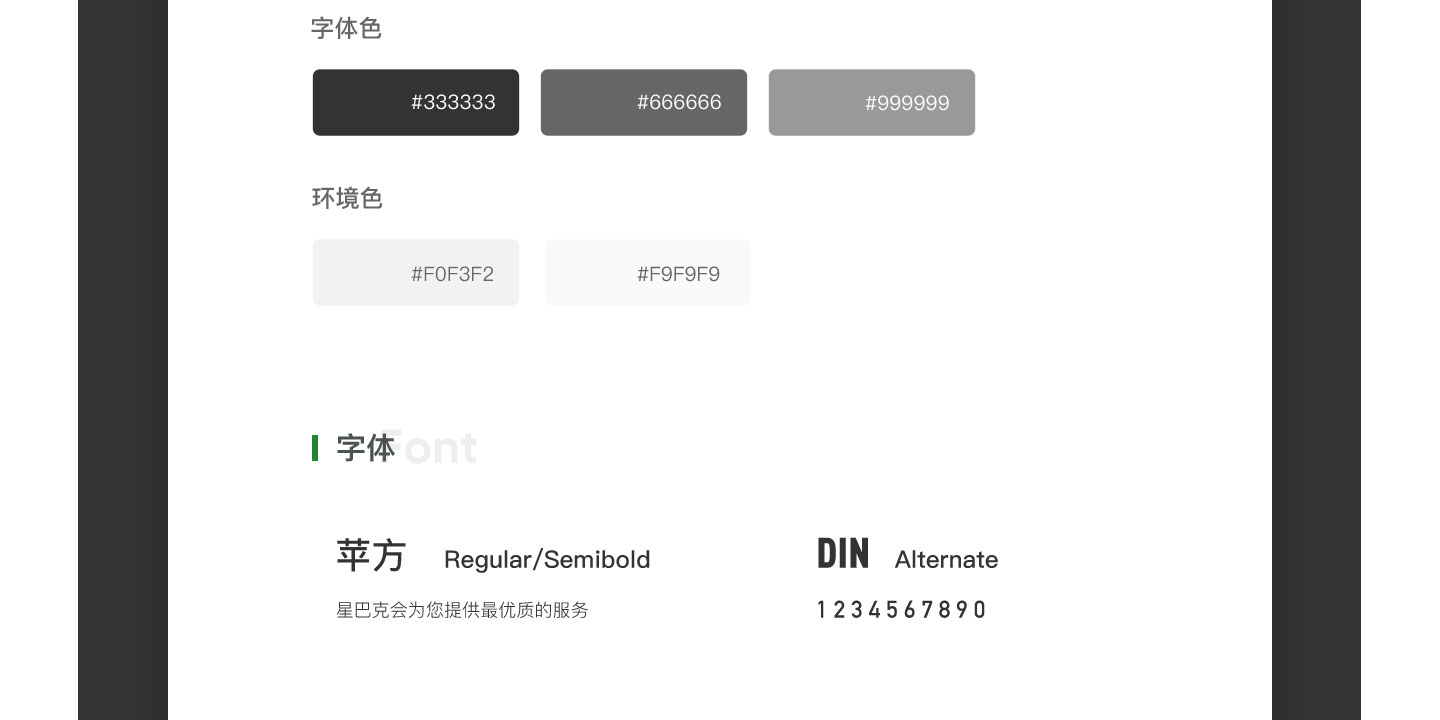 字体色
#333333 #666666 #999999
环境色
#F0F3F2 #F9F9F9
字体 Font
苹方 Regular/Semibold DIN Alternate
星巴克会为您提供最优质的服务 1234567890